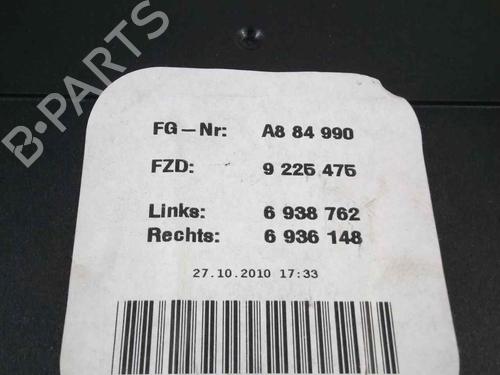 B-PARTS
FG-Nr: A8 84 990
FZD: 9 225 475
Links: 6 938 762
Rechts: 6 936 148
27.10.2010 17:33